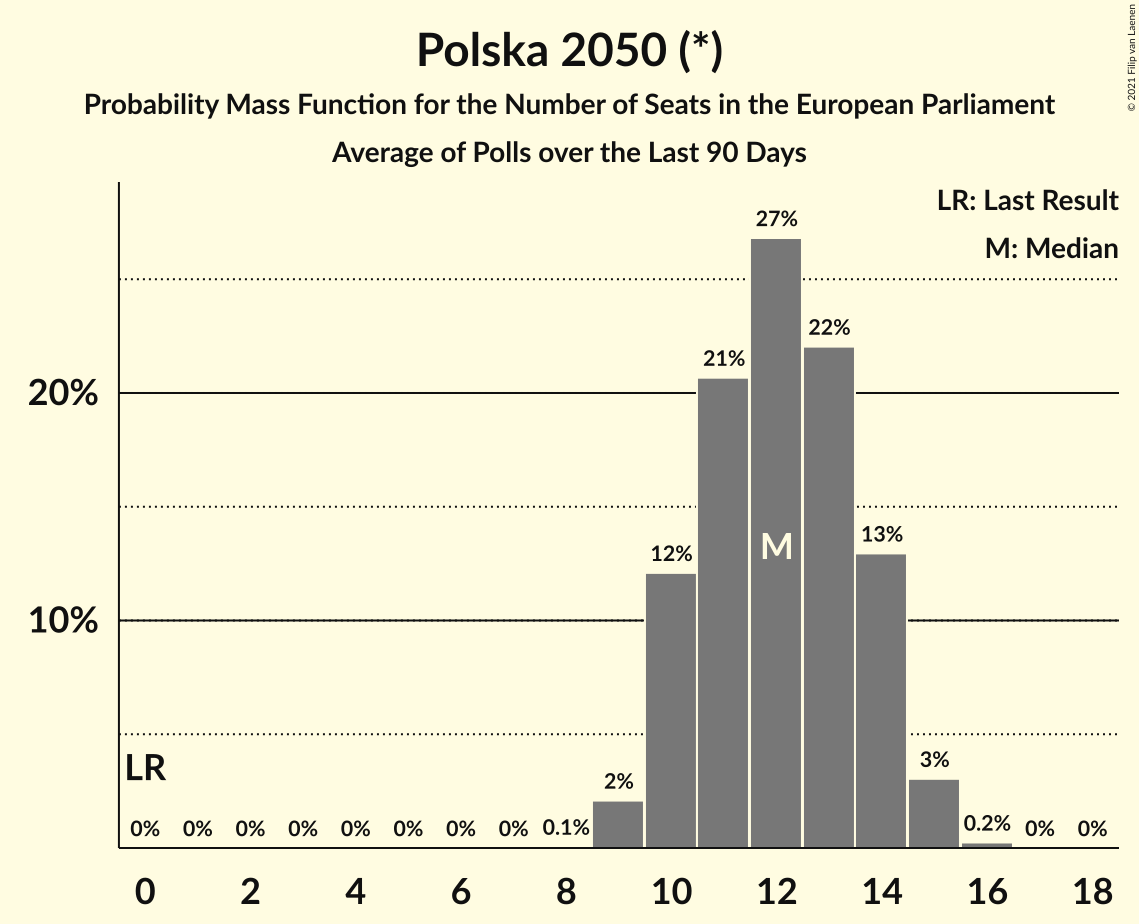 Polska 2050 (*)
Probability Mass Function for the Number of Seats in the European Parliament
Average of Polls over the Last 90 Days
© 2021 Filip van Laenen
LR: Last Result
M: Median
27%
22%
21%
20%
M
13%
12%
10%
LR
3%
2%
0% 0% 0% 0% 0% 0% 0% 0% 0.1% 0.2% 0% 0%
0 2 4 6 8 10 12 14 16 18